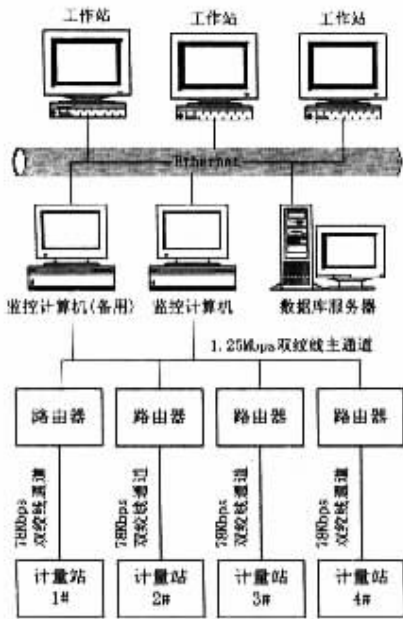 工作站
工作站
工作站
Ethernet
监控计算机(备用)
监控计算机
数据库服务器
1.25Mbps双绞线主通道
路由器
路由器
路由器
路由器
78Kbps
双绞线通道
78Kbps
双绞线通道
78Kbps
双绞线通道
78Kbps
双绞线通道
计量站
1#
计量站
2#
计量站
3#
计量站
4#